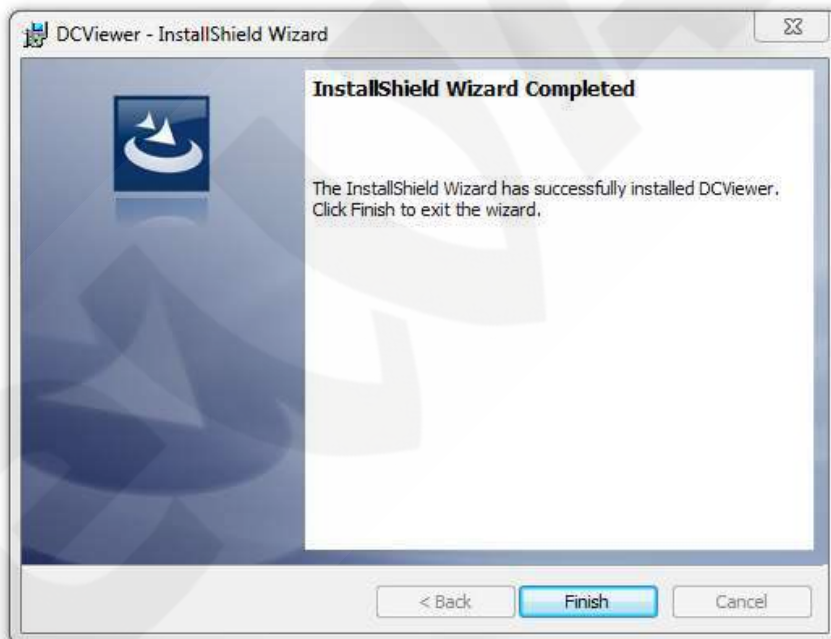 DCViewer - InstallShield Wizard
InstallShield Wizard Completed
The InstallShield Wizard has successfully installed DCViewer.
Click Finish to exit the wizard.
< Back
Finish
Cancel